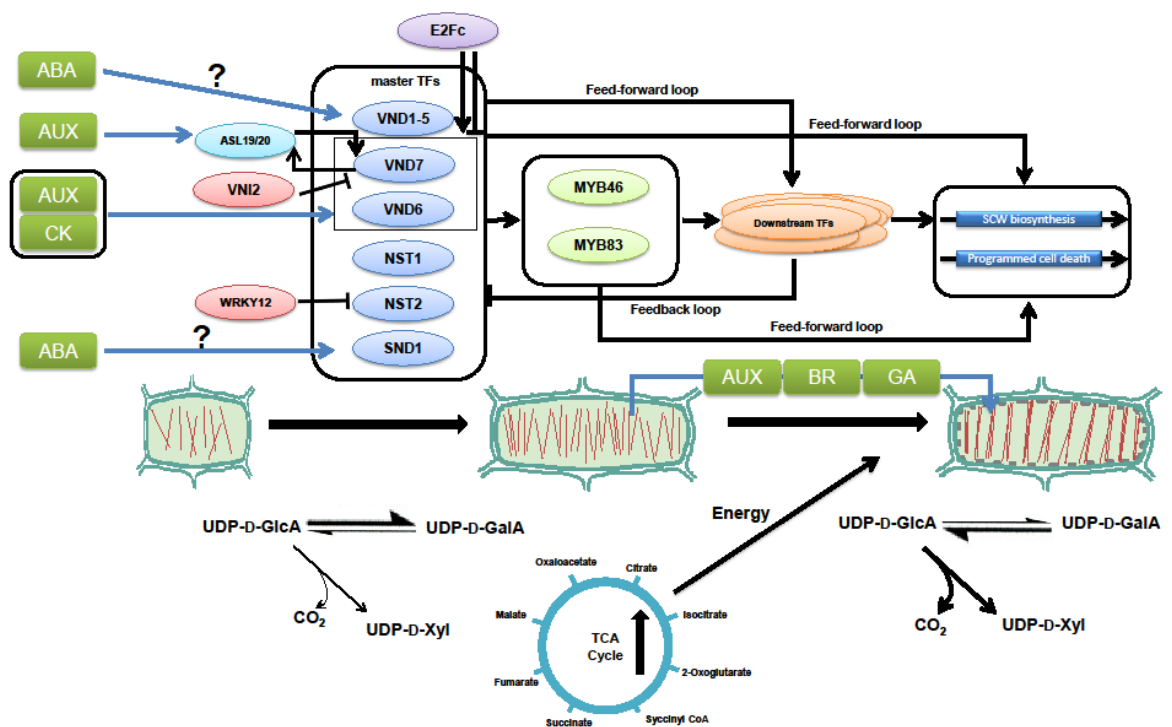 E2Fc
ABA
?
master TFs
VND1-5
Feed-forward loop
Feed-forward loop
AUX
ASL19/20
VND7
VNI2
AUX
CK
VND6
MYB46
MYB83
Downstream TFs
SCW biosynthesis
Programmed cell death
NST1
WRKY12
NST2
Feedback loop
Feed-forward loop
ABA
?
SND1
AUX
BR
GA
UDP-D-GlcA
UDP-D-GalA
CO2
UDP-D-Xyl
Energy
UDP-D-GlcA
UDP-D-GalA
CO2
UDP-D-Xyl
Oxaloacetate
Citrate
Malate
Isocitrate
TCA
Cycle
Fumarate
2-Oxoglutarate
Succinate
Syccinyl CoA